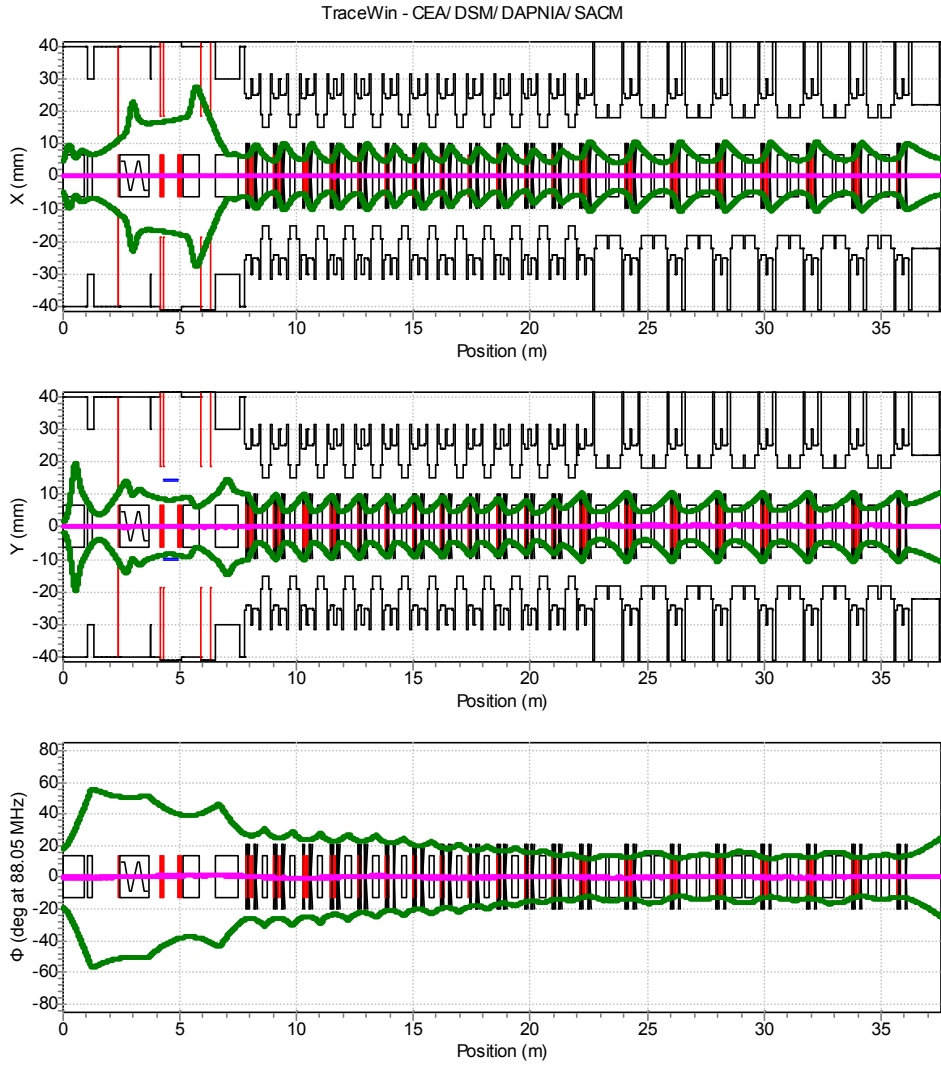 TraceWin - CEA/ DSM/ DAPNIA/ SACM
40
30
20
10
0
-10
-20
-30
-40
X (mm)
0 5 10 15 20 25 30 35
Position (m)
40
30
20
10
0
-10
-20
-30
-40
Y (mm)
0 5 10 15 20 25 30 35
Position (m)
80
60
40
20
0
-20
-40
-60
-80
Φ (deg at 88.05 MHz)
0 5 10 15 20 25 30 35
Position (m)